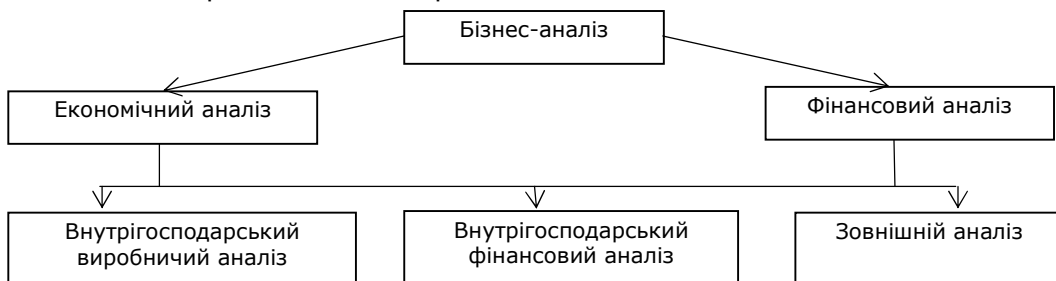 Бізнес-аналіз
Економічний аналіз
Фінансовий аналіз
Внутрігосподарський
виробничий аналіз
Внутрігосподарський
фінансовий аналіз
Зовнішній аналіз